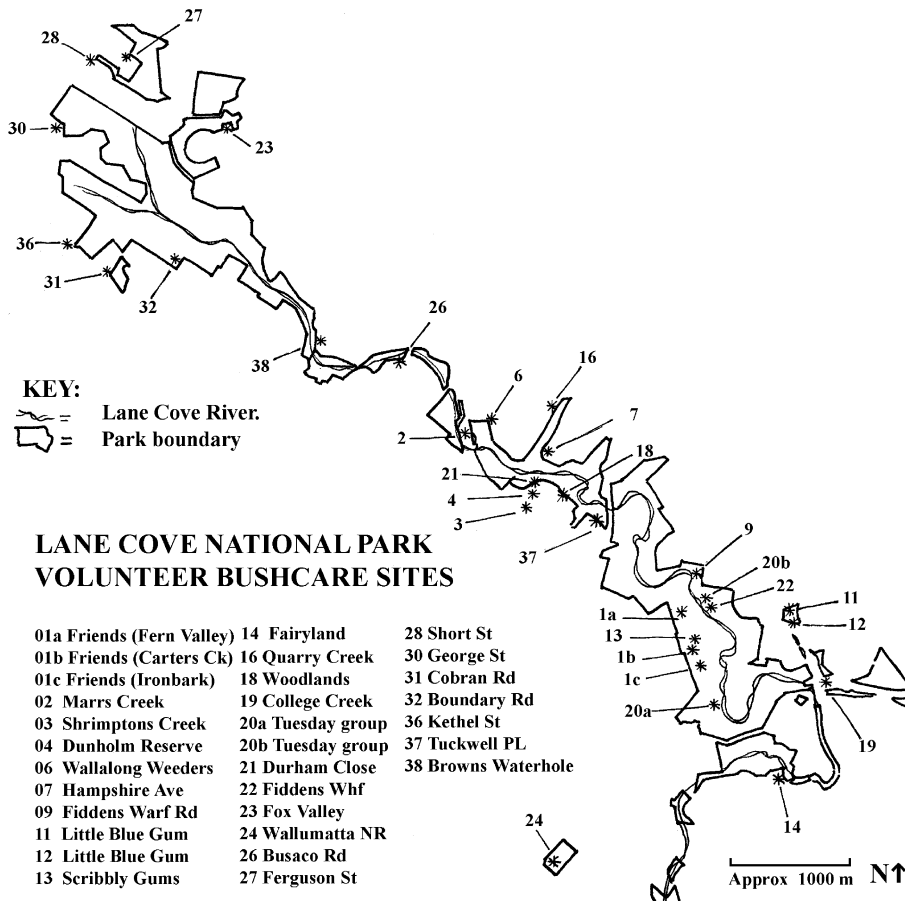 27
28
30
23
36
31
32
26
38
16
6
KEY:
Lane Cove River.
Park boundary
7
2
18
21
4
3
37
LANE COVE NATIONAL PARK
VOLUNTEER BUSHCARE SITES
9
20b
22
11
1a
12
13
1b
1c
20a
19
01a Friends (Fern Valley)
01b Friends (Carters Ck)
01c Friends (Ironbark)
02 Marrs Creek
03 Shrimptons Creek
04 Dunholm Reserve
06 Wallalong Weeders
07 Hampshire Ave
09 Fiddens Warf Rd
11 Little Blue Gum
12 Little Blue Gum
13 Scribbly Gums
14 Fairyland
16 Quarry Creek
18 Woodlands
19 College Creek
20a Tuesday group
20b Tuesday group
21 Durham Close
22 Fiddens Whf
23 Fox Valley
24 Wallumatta NR
26 Busaco Rd
27 Ferguson St
28 Short St
30 George St
31 Cobran Rd
32 Boundary Rd
36 Kethel St
37 Tuckwell PL
38 Browns Waterhole
24
14
Approx 1000 m
N